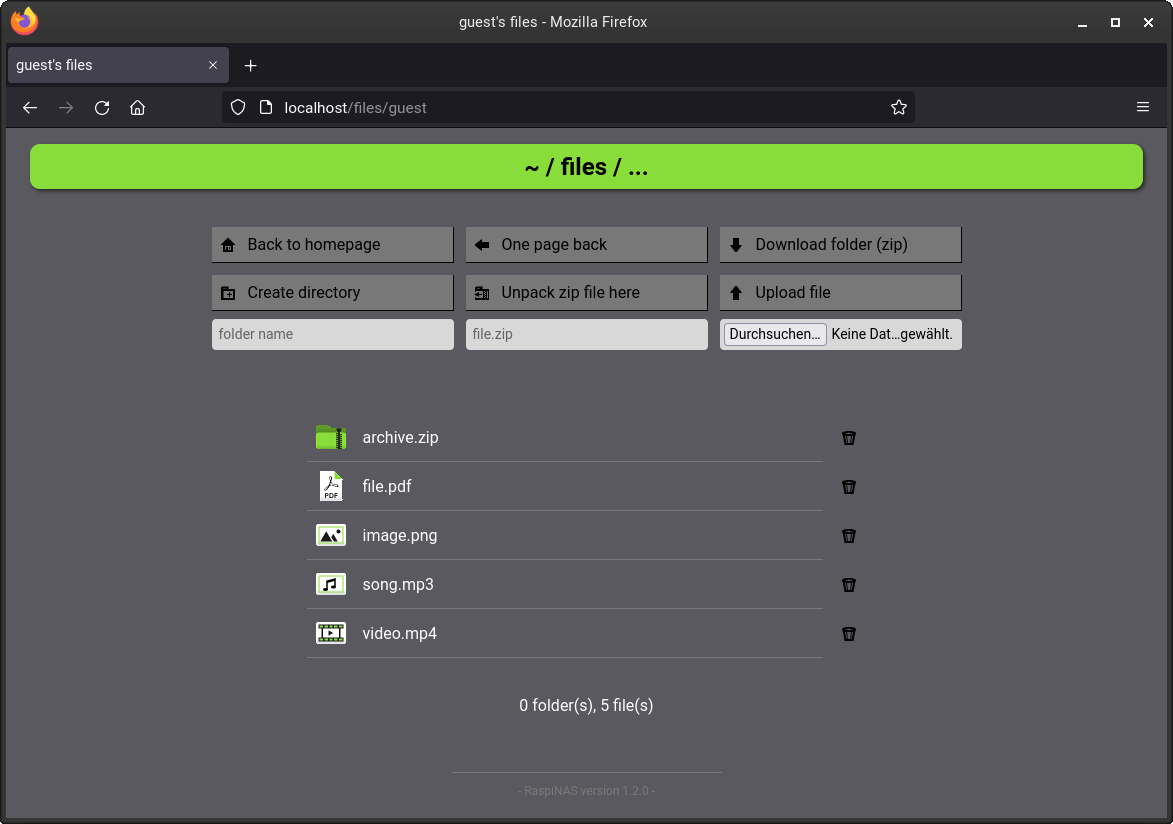 guest's files - Mozilla Firefox
guest's files
localhost/files/guest
~ / files / ...
Back to homepage
One page back
Download folder (zip)
Create directory
Unpack zip file here
Upload file
folder name
file.zip
Durchsuchen... Keine Dat...gewählt.
archive.zip
PDF
file.pdf
image.png
song.mp3
video.mp4
0 folder(s), 5 file(s)
- RaspiNAS version 1.2.0 -